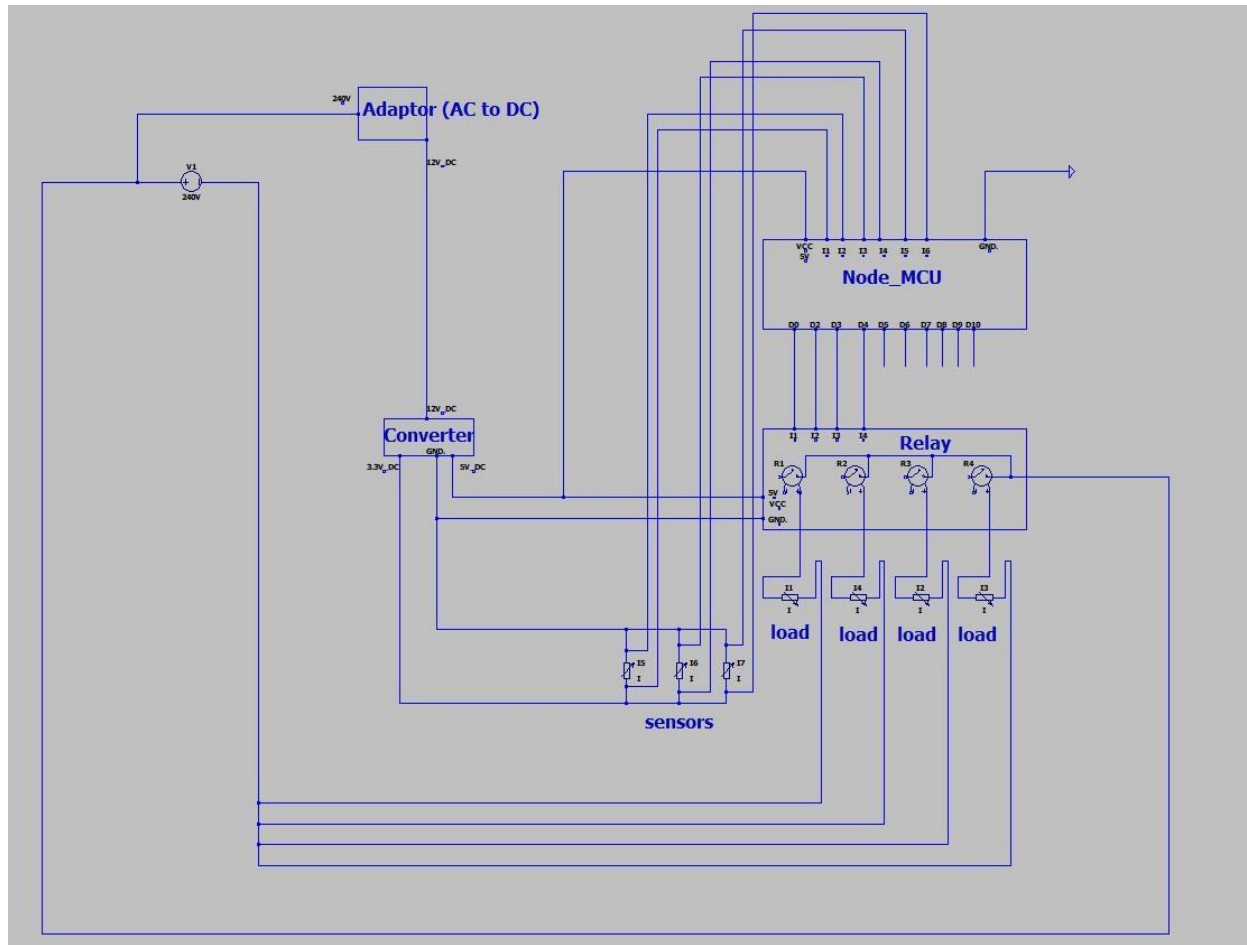 240V
Adaptor (AC to DC)
12V_DC
V1
240V
VCC I1 I2 I3 I4 I5 I6 GND.
5V
Node_MCU
D0 D2 D3 D4 D5 D6 D7 D8 D9 D10
12V_DC
Converter
GND.
3.3V_DC 5V_DC
I1 I2 I3 I4
Relay
R1 R2 R3 R4
5V
VCC
GND.
I1 I4 I2 I3
I I I I
load load load load
I5 I6 I7
I I I
sensors